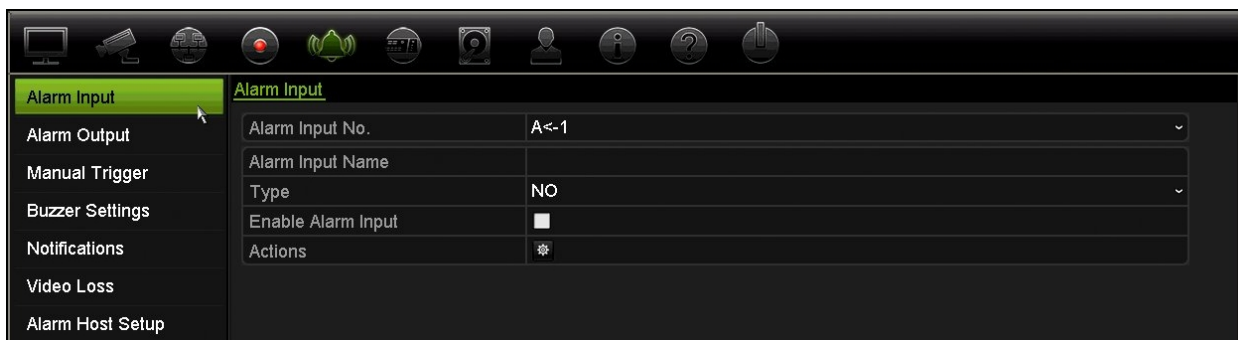 Alarm Input
Alarm Output
Manual Trigger
Buzzer Settings
Notifications
Video Loss
Alarm Host Setup
Alarm Input
Alarm Input No. A<-1
Alarm Input Name
Type NO
Enable Alarm Input
Actions